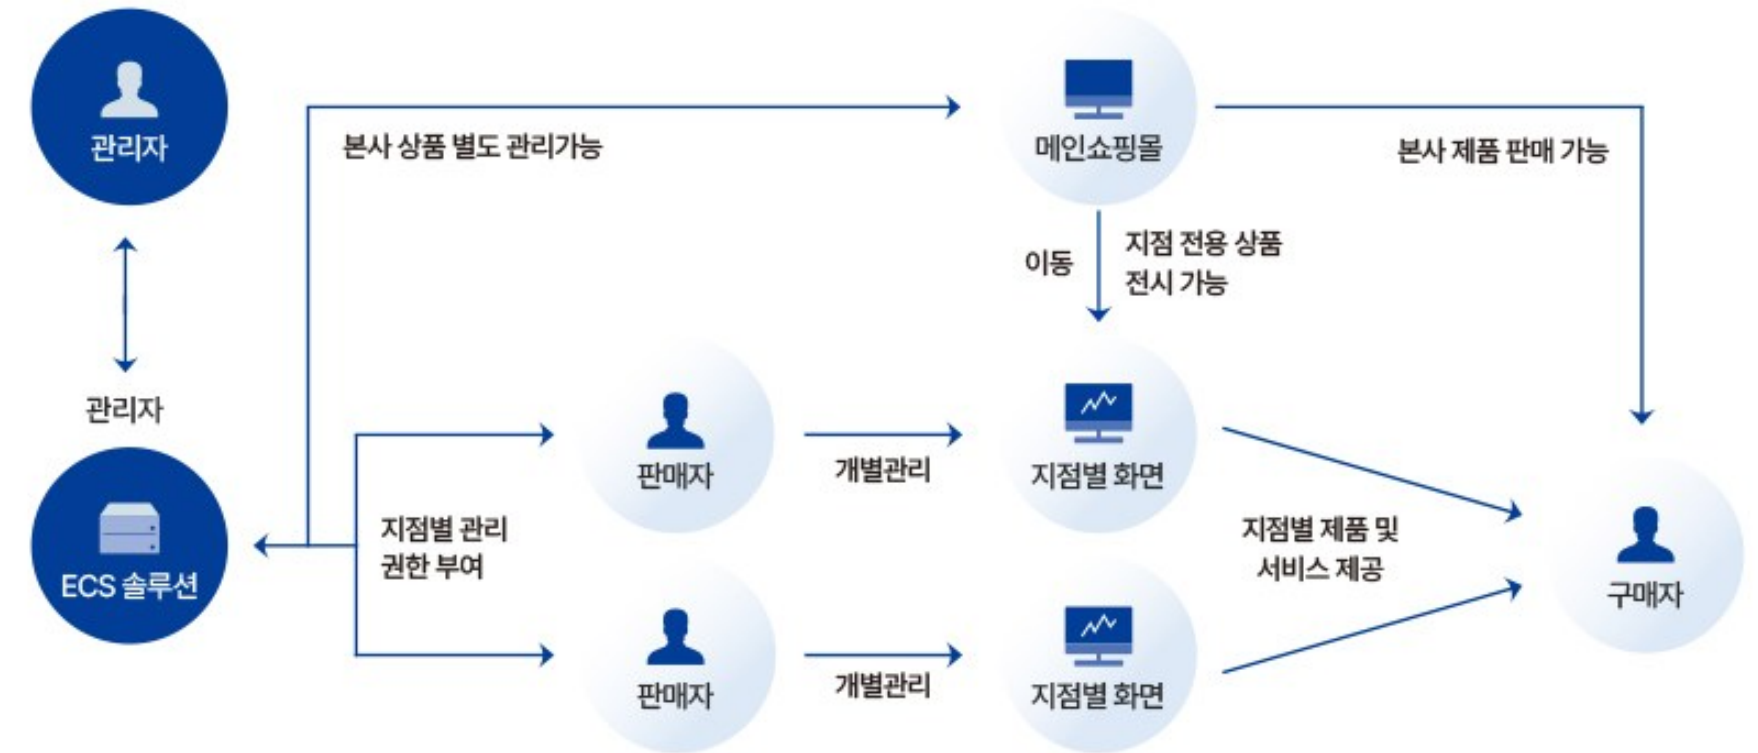 관리자
본사 상품 별도 관리가능
메인쇼핑몰
본사 제품 판매 가능
이동
지점 전용 상품
전시 가능
관리자
ECS 솔루션
지점별 관리
권한 부여
판매자
개별관리
지점별 화면
판매자
개별관리
지점별 화면
지점별 제품 및
서비스 제공
구매자